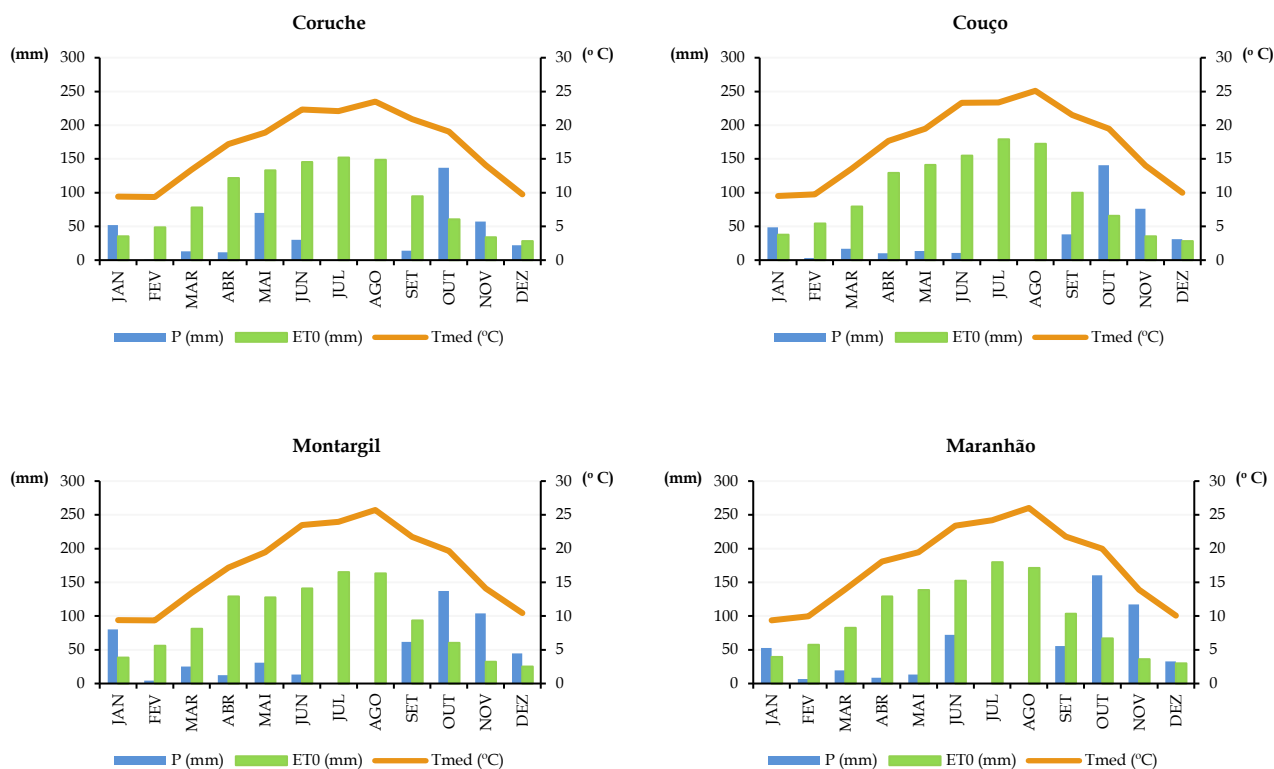 Coruche
(mm) (º C)
300 30
250 25
200 20
150 15
100 10
50 5
0 0
JAN FEV MAR ABR MAI JUN JUL AGO SET OUT NOV DEZ
P (mm) ET0 (mm) Tmed (ºC)
Couço
(mm) (º C)
300 30
250 25
200 20
150 15
100 10
50 5
0 0
JAN FEV MAR ABR MAI JUN JUL AGO SET OUT NOV DEZ
P (mm) ET0 (mm) Tmed (ºC)
Montargil
(mm) (º C)
300 30
250 25
200 20
150 15
100 10
50 5
0 0
JAN FEV MAR ABR MAI JUN JUL AGO SET OUT NOV DEZ
P (mm) ET0 (mm) Tmed (ºC)
Maranhão
(mm) (º C)
300 30
250 25
200 20
150 15
100 10
50 5
0 0
JAN FEV MAR ABR MAI JUN JUL AGO SET OUT NOV DEZ
P (mm) ET0 (mm) Tmed (ºC)